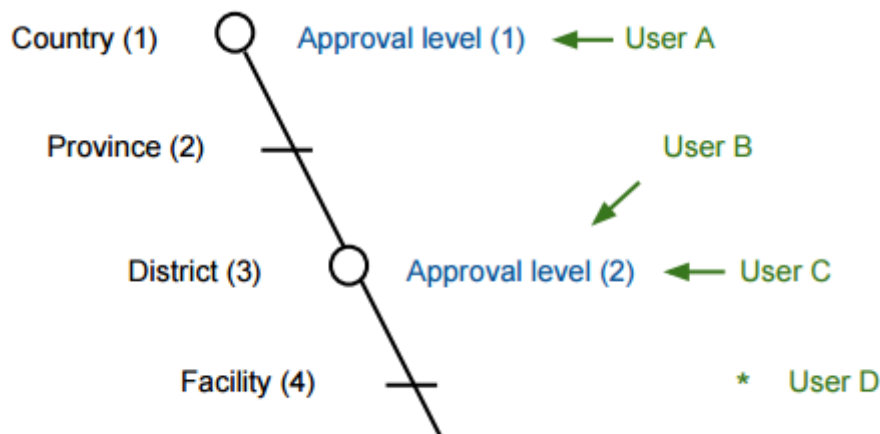 Country (1) Approval level (1) User A
Province (2) User B
District (3) Approval level (2) User C
Facility (4) * User D